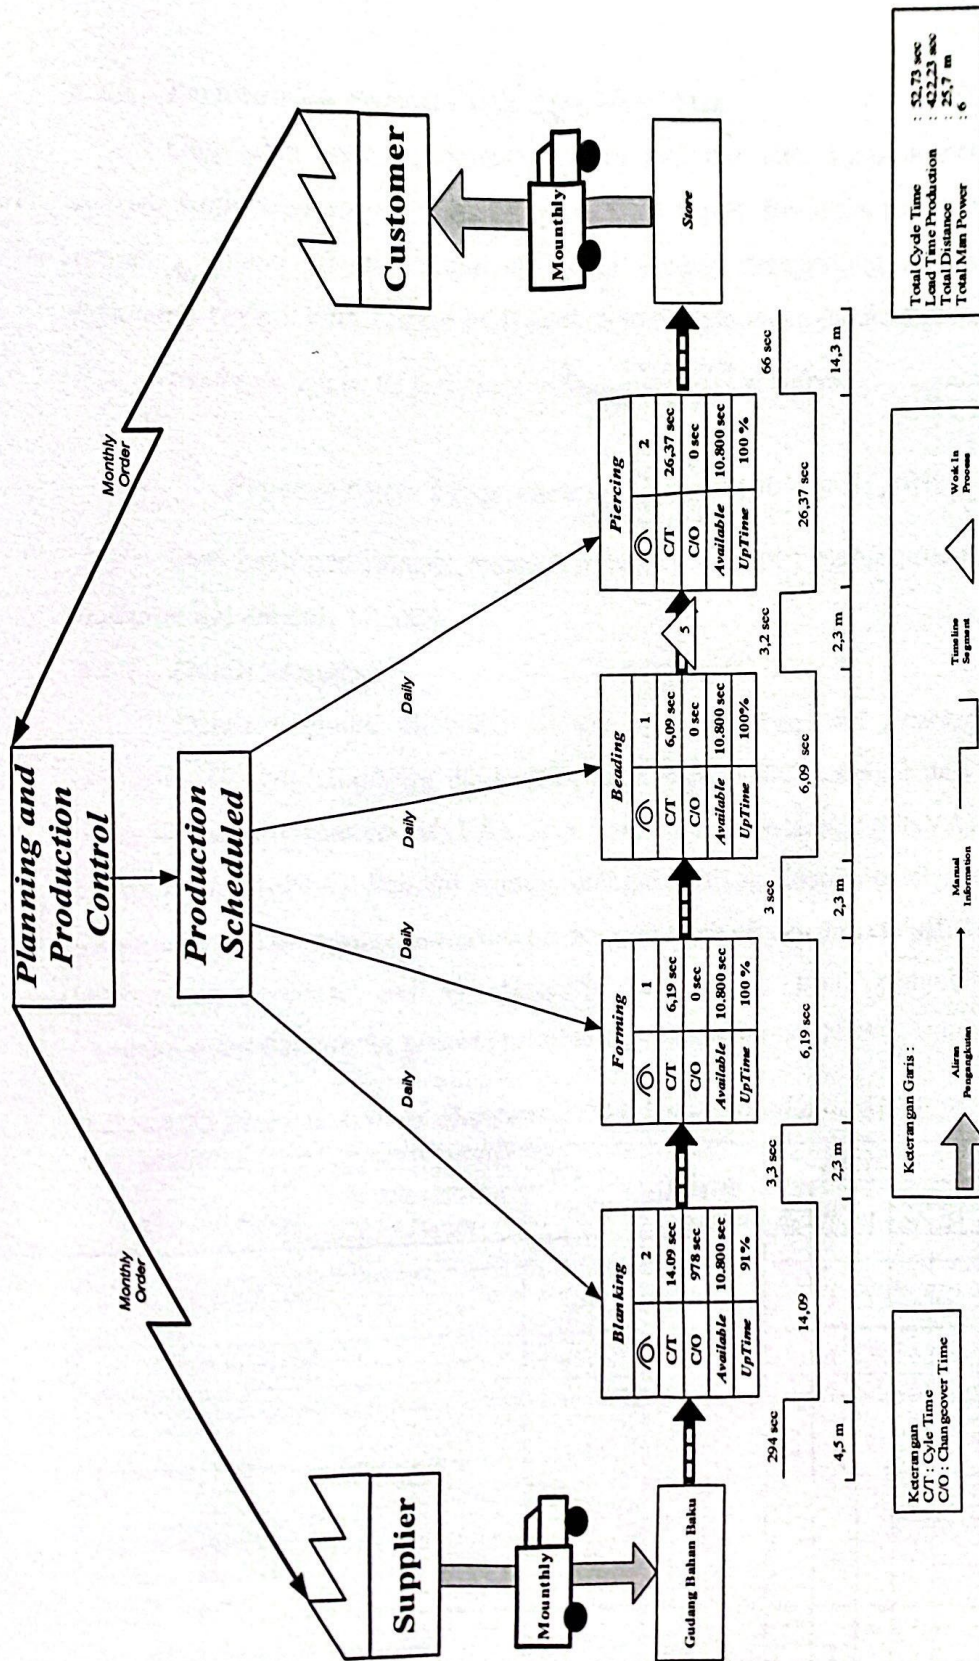 Planning and
Production
Control
Monthly
Order
Monthly
Order
Production
Scheduled
Supplier
Customer
Mounthly
Mounthly
Daily
Daily
Daily
Daily
Gudang Bahan Baku
Store
Blanking
2
C/T 14.09 sec
C/O 978 sec
Available 10.800 sec
UpTime 91%
Forming
1
C/T 6,19 sec
C/O 0 sec
Available 10.800 sec
UpTime 100 %
Beading
1
C/T 6,09 sec
C/O 0 sec
Available 10.800 sec
UpTime 100%
5
Piercing
2
C/T 26,37 sec
C/O 0 sec
Available 10.800 sec
UpTime 100 %
294 sec 3,3 sec 3 sec 3,2 sec 66 sec
14,09 6,19 sec 6,09 sec 26,37 sec
4,5 m 2,3 m 2,3 m 2,3 m 14,3 m
Keterangan
C/T : Cyle Time
C/O : Changeover Time
Keterangan Garis :
Aliran
Pengangkutan
Manual
Information
Timeline
Segment
Work In
Process
Total Cycle Time : 52,73 sec
Lead Time Production : 422,23 sec
Total Distance : 25,7 m
Total Man Power : 6